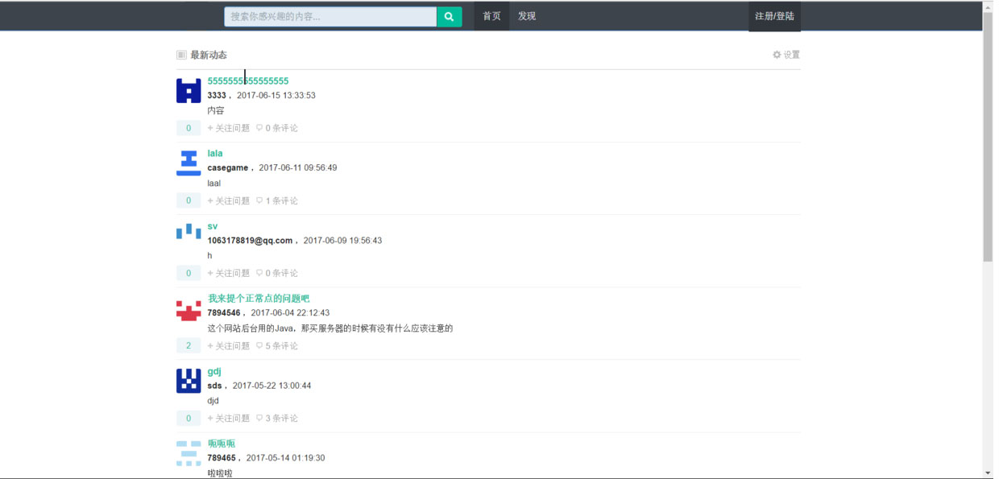 搜索你感兴趣的内容...
首页 发现 注册/登陆
最新动态 设置
5555555555555555
3333 ， 2017-06-15 13:33:53
内容
0 + 关注问题 0 条评论
lala
casegame ， 2017-06-11 09:56:49
laal
0 + 关注问题 1 条评论
sv
1063178819@qq.com ， 2017-06-09 19:56:43
h
0 + 关注问题 0 条评论
我来提个正常点的问题吧
7894546 ， 2017-06-04 22:12:43
这个网站后台用的Java，那买服务器的时候有没有什么应该注意的
2 + 关注问题 5 条评论
gdj
sds ， 2017-05-22 13:00:44
djd
0 + 关注问题 3 条评论
呃呃呃
789465 ， 2017-05-14 01:19:30
啦啦啦